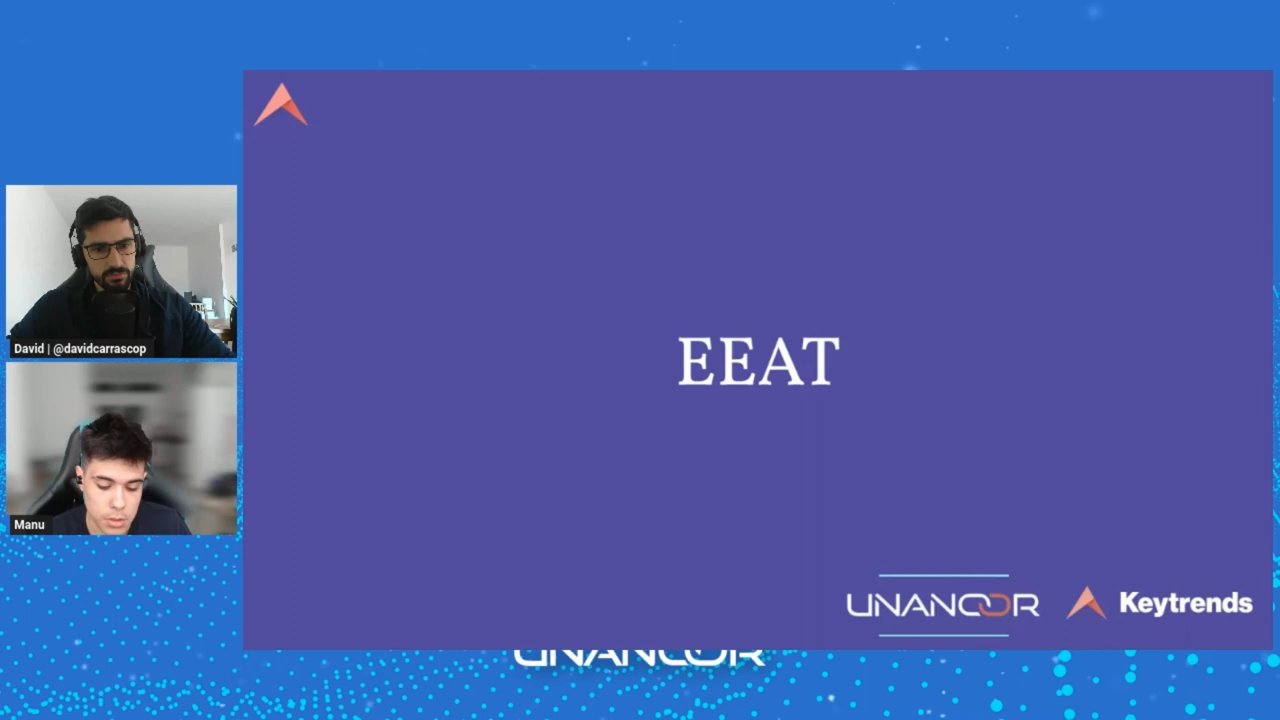 David | @davidcarrascop
Manu
EEAT
UNANCOR
Keytrends
UNANCOR